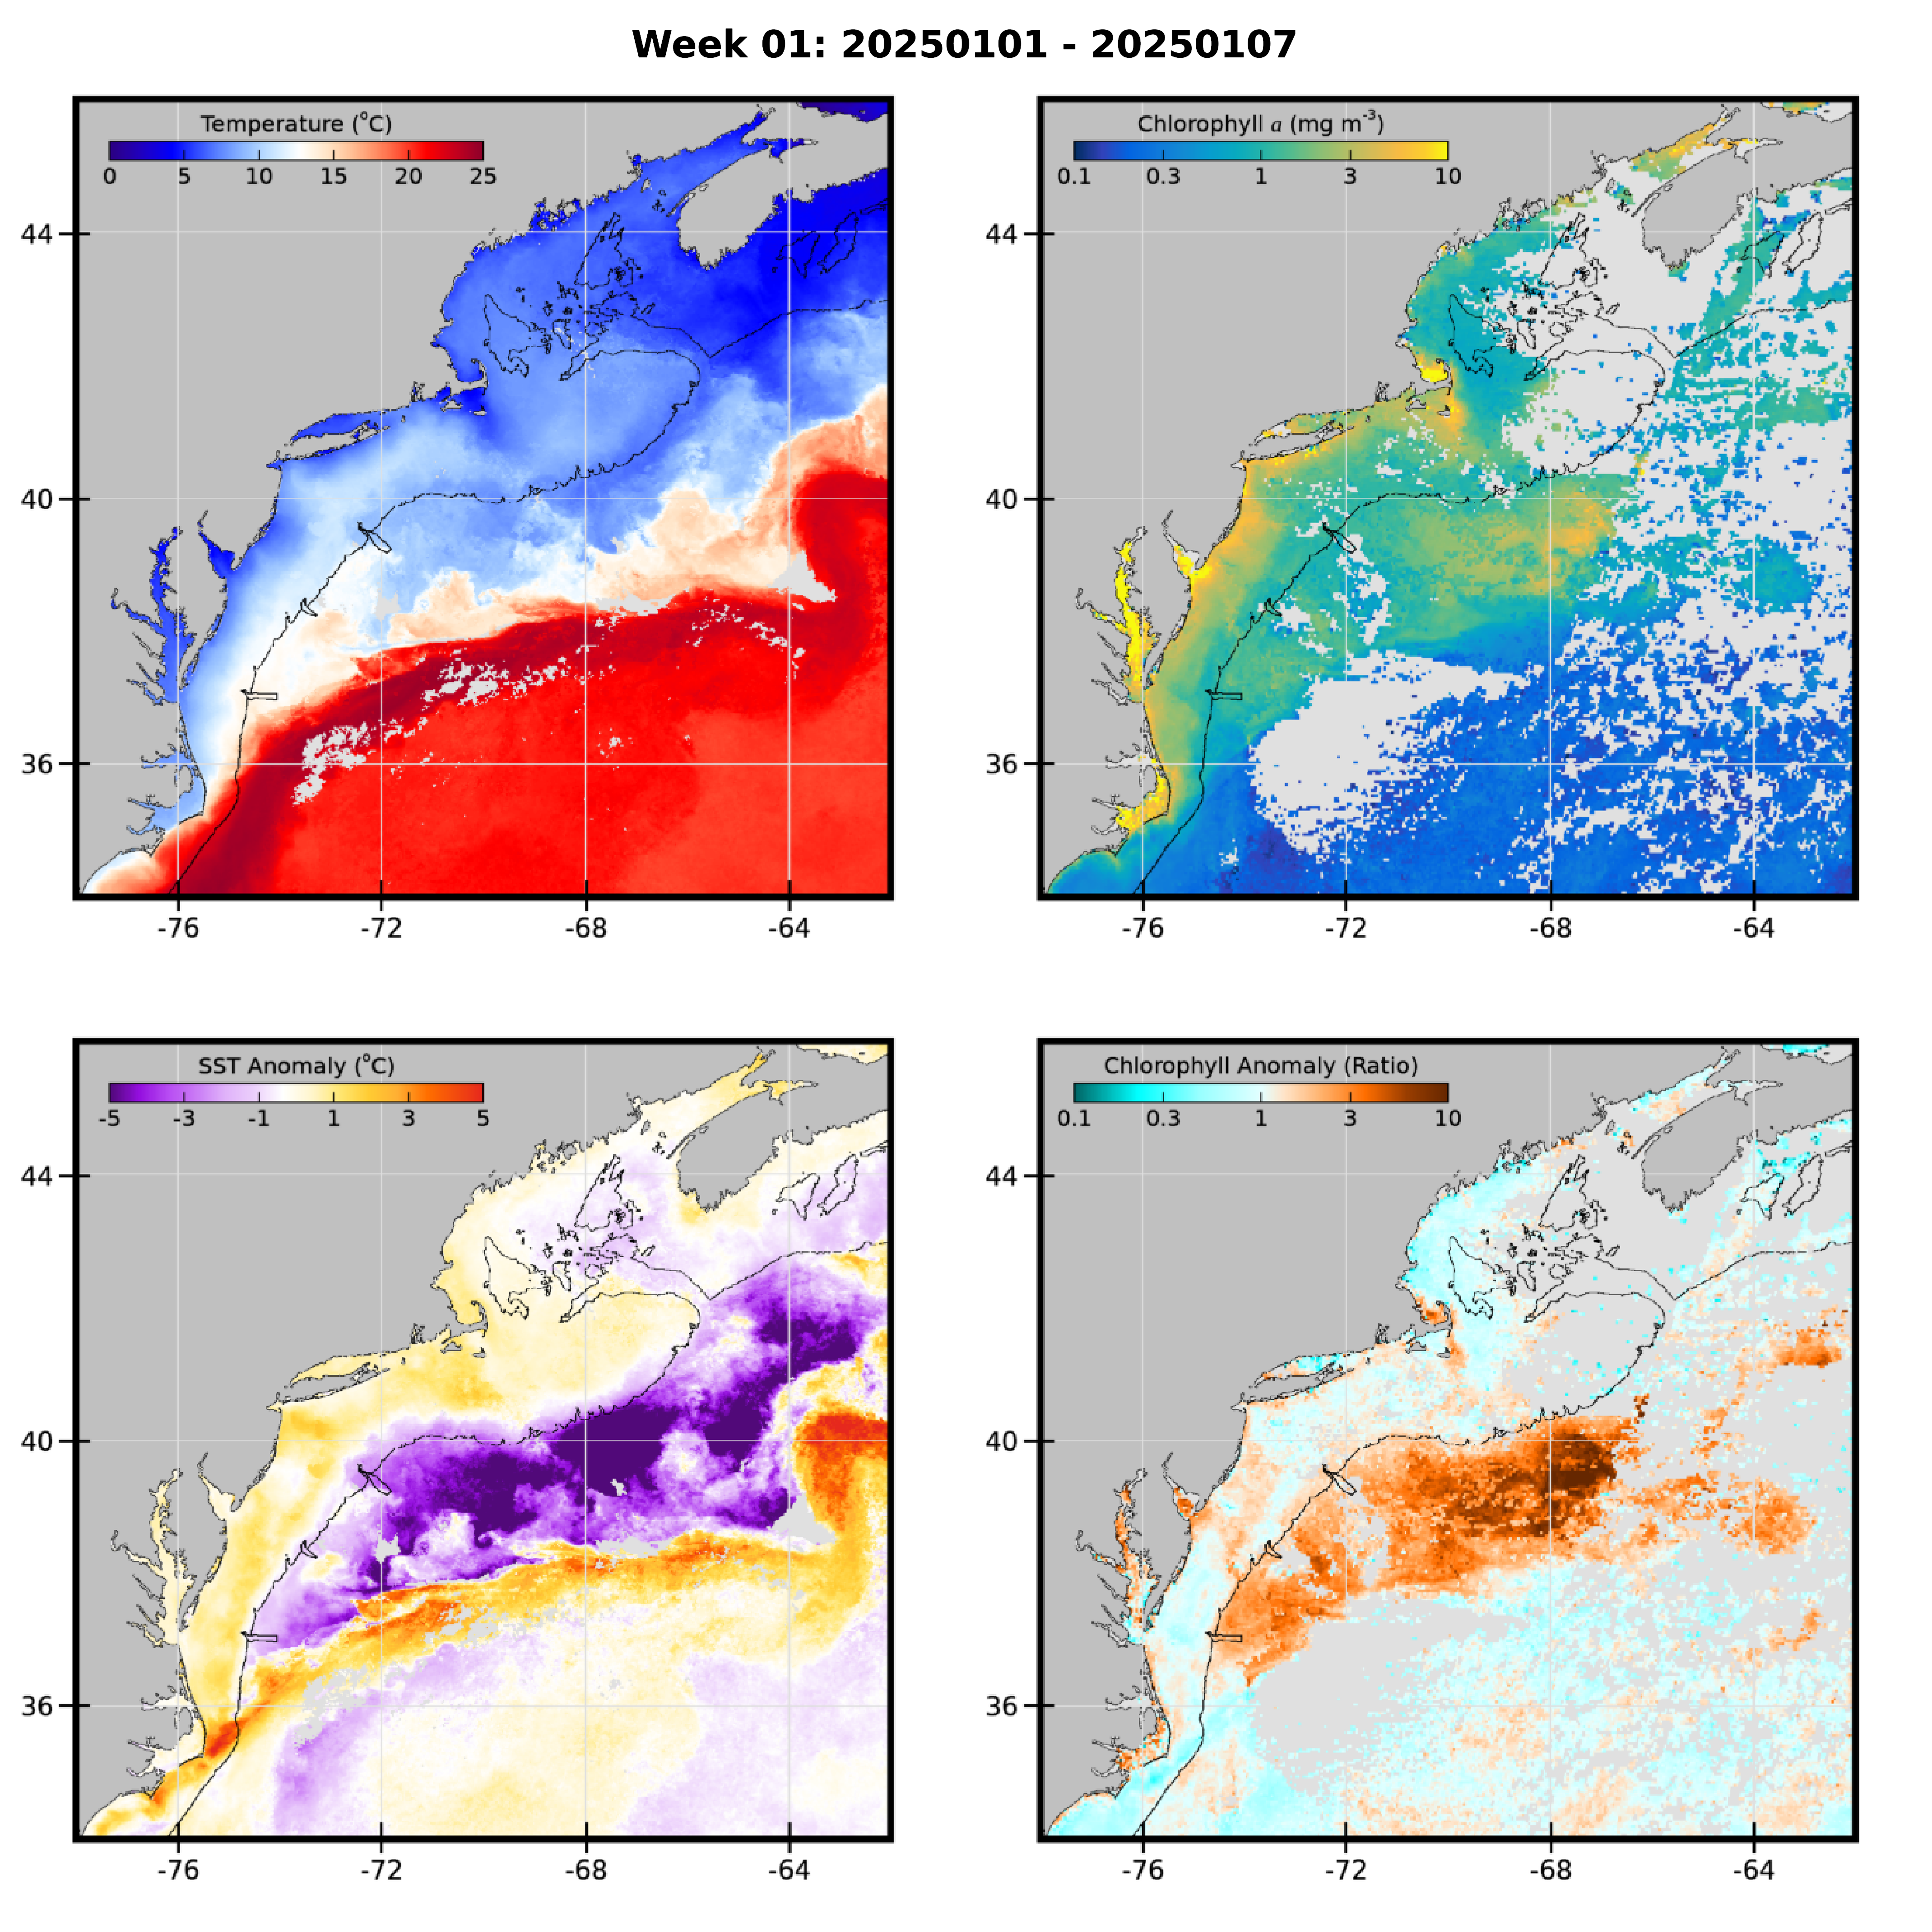 Week 01: 20250101 - 20250107
Temperature (°C)
0 5 10 15 20 25
44
40
36
-76 -72 -68 -64
Chlorophyll a (mg m⁻³)
0.1 0.3 1 3 10
44
40
36
-76 -72 -68 -64
SST Anomaly (°C)
-5 -3 -1 1 3 5
44
40
36
-76 -72 -68 -64
Chlorophyll Anomaly (Ratio)
0.1 0.3 1 3 10
44
40
36
-76 -72 -68 -64